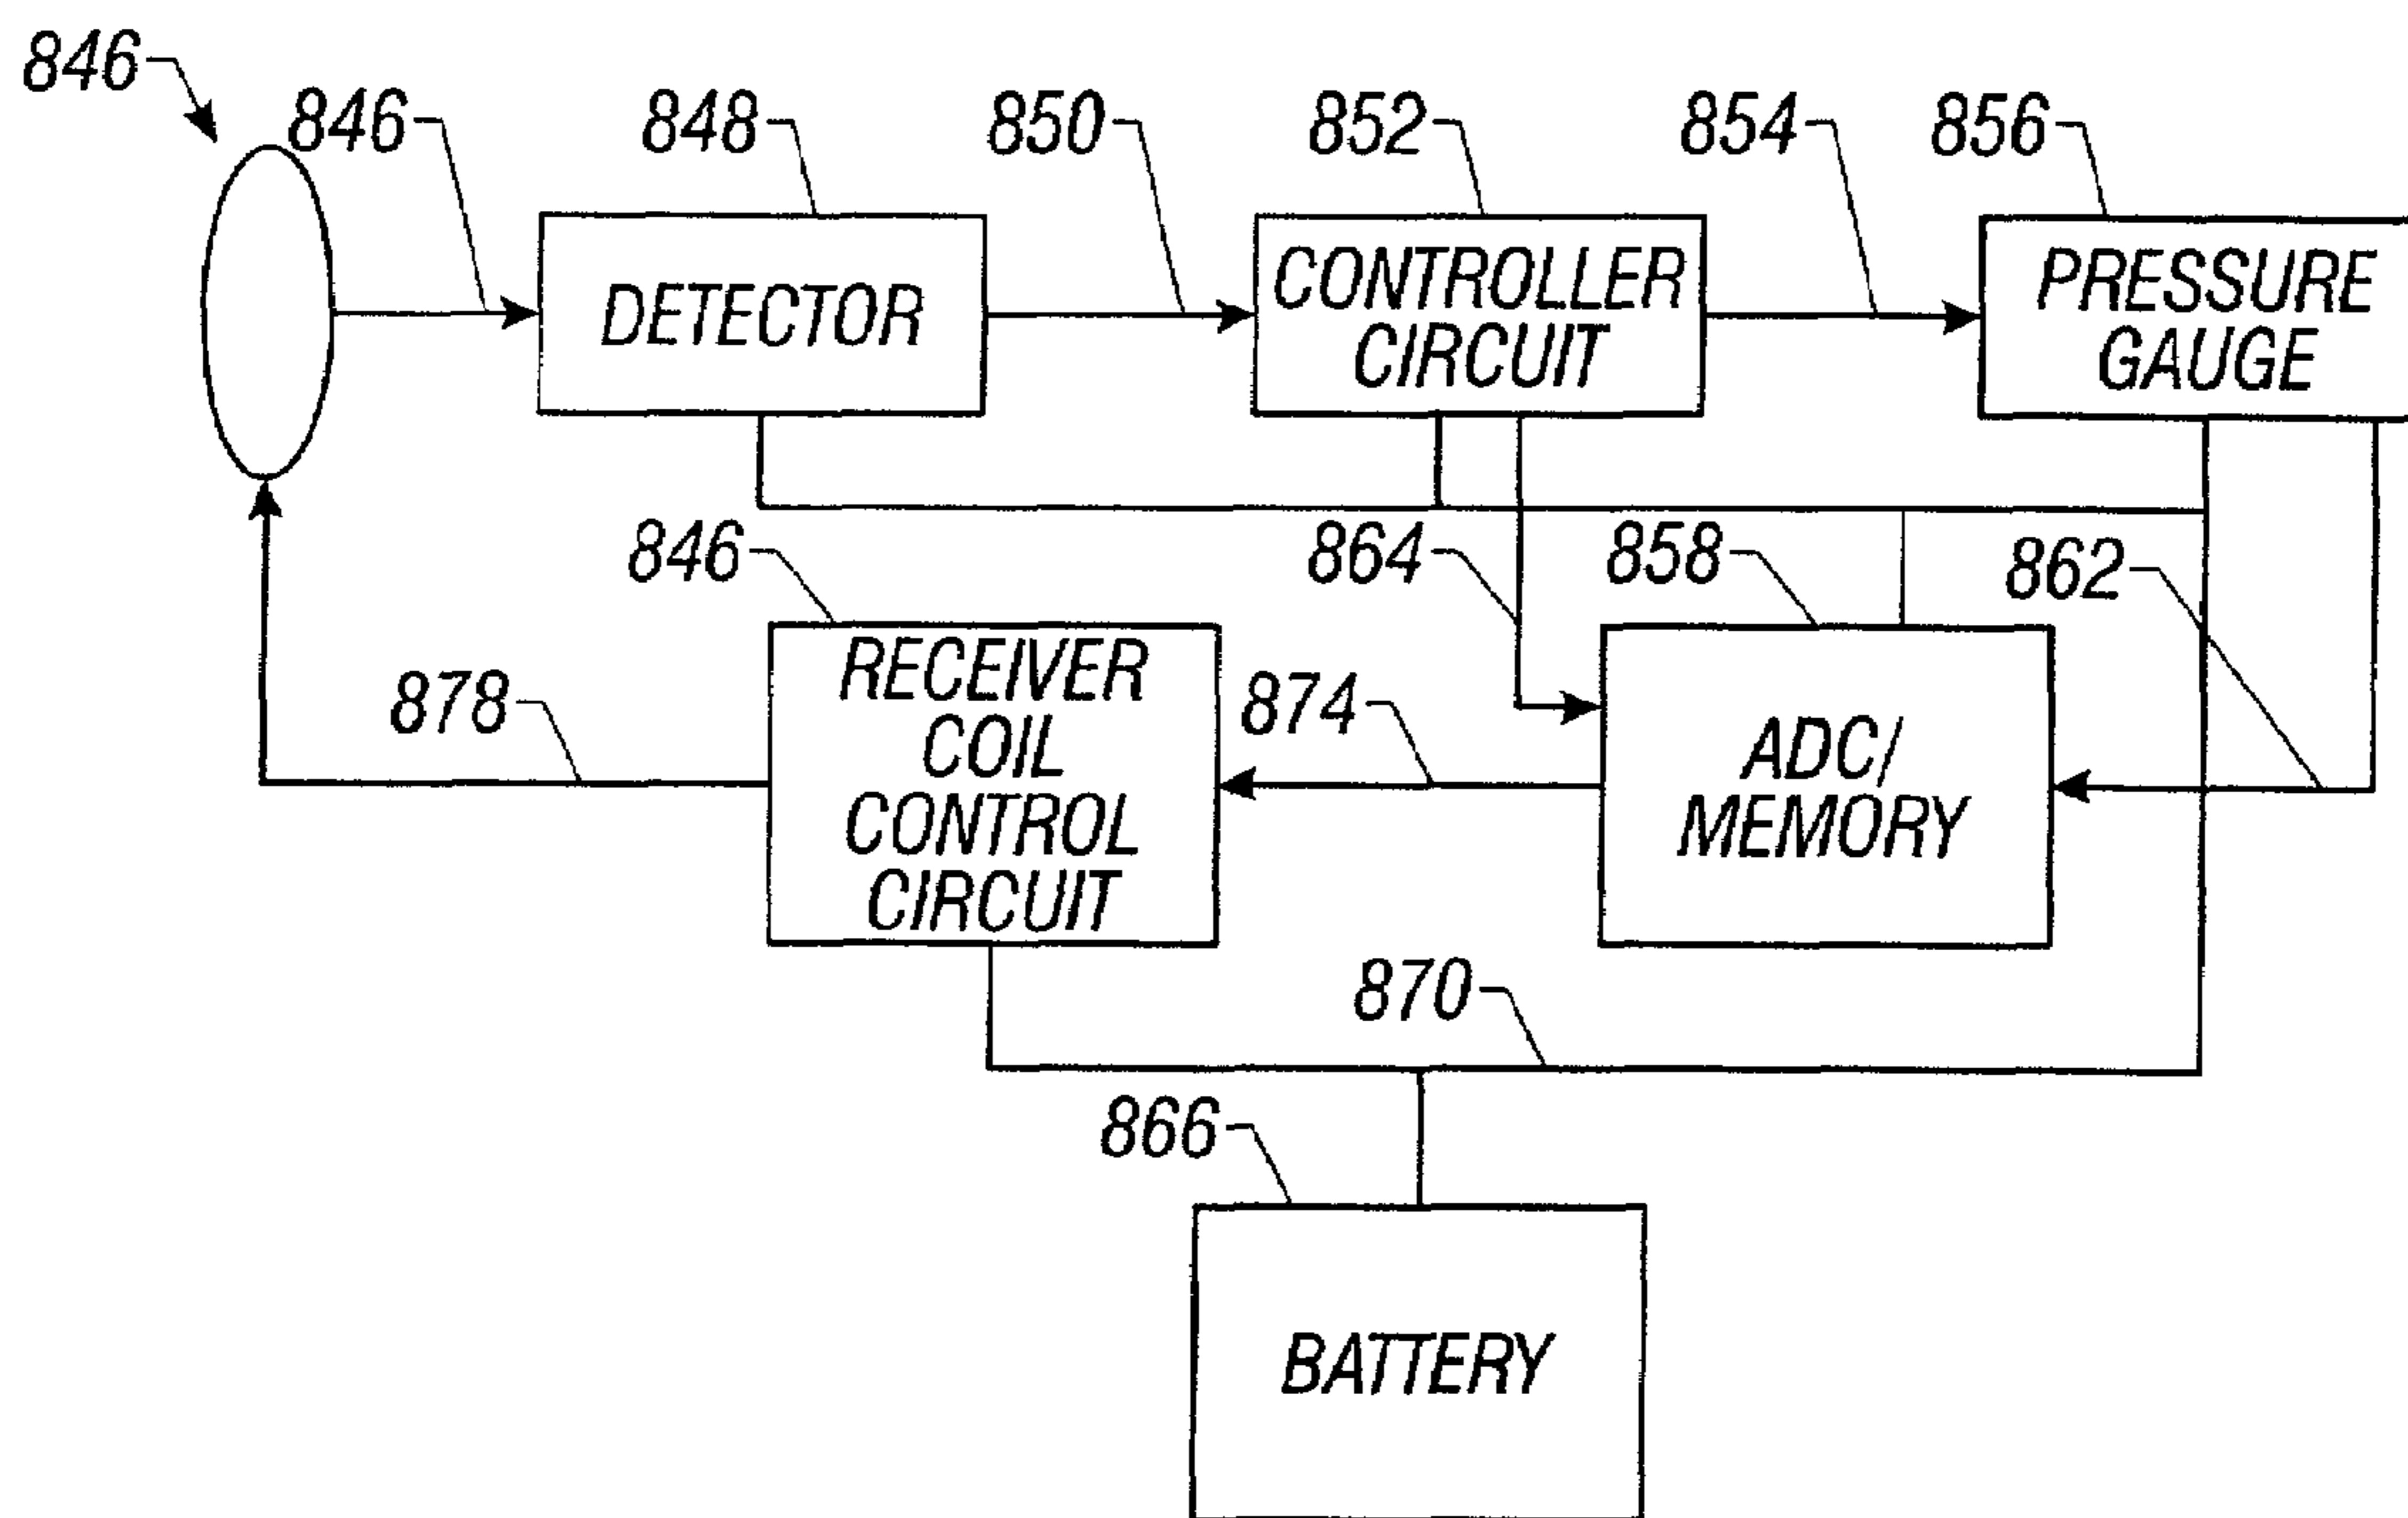 846
846
848
850
852
854
856
DETECTOR
CONTROLLER
CIRCUIT
PRESSURE
GAUGE
846
864
858
862
RECEIVER
COIL
CONTROL
CIRCUIT
878
874
ADC/
MEMORY
870
866
BATTERY